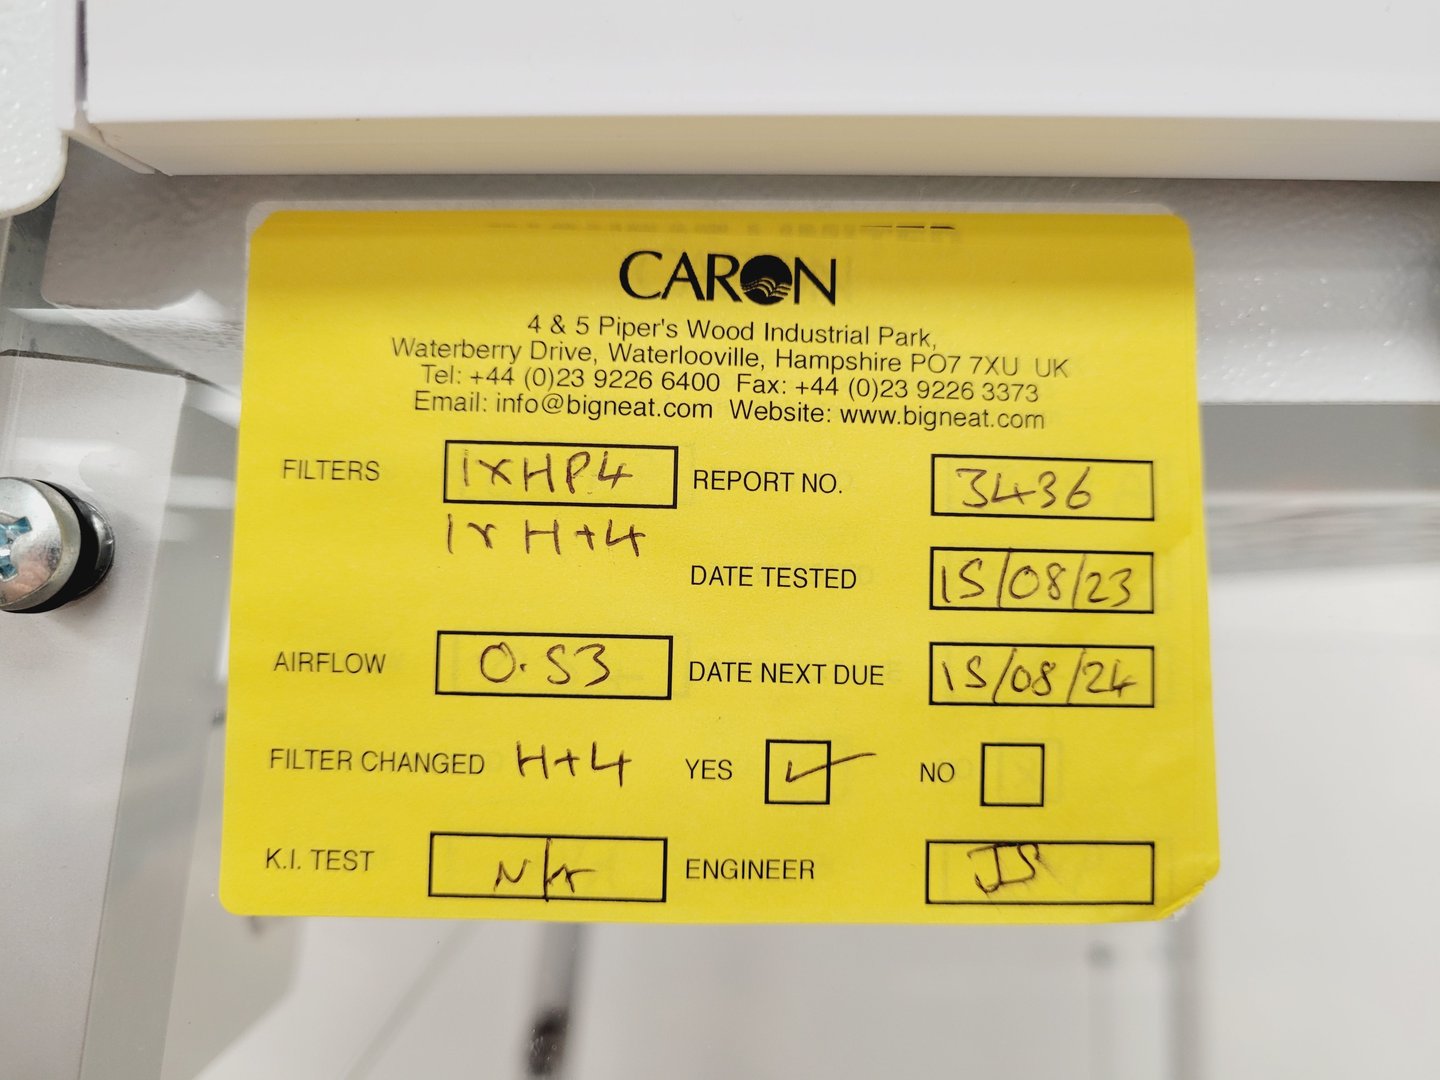 CARON
4 & 5 Piper's Wood Industrial Park,
Waterberry Drive, Waterlooville, Hampshire PO7 7XU UK
Tel: +44 (0)23 9226 6400 Fax: +44 (0)23 9226 3373
Email: info@bigneat.com Website: www.bigneat.com
FILTERS 1xHP4 REPORT NO. 3436
1x H+4
DATE TESTED 15/08/23
AIRFLOW 0.53 DATE NEXT DUE 15/08/24
FILTER CHANGED H+4 YES ✓ NO
K.I. TEST N/A ENGINEER JS